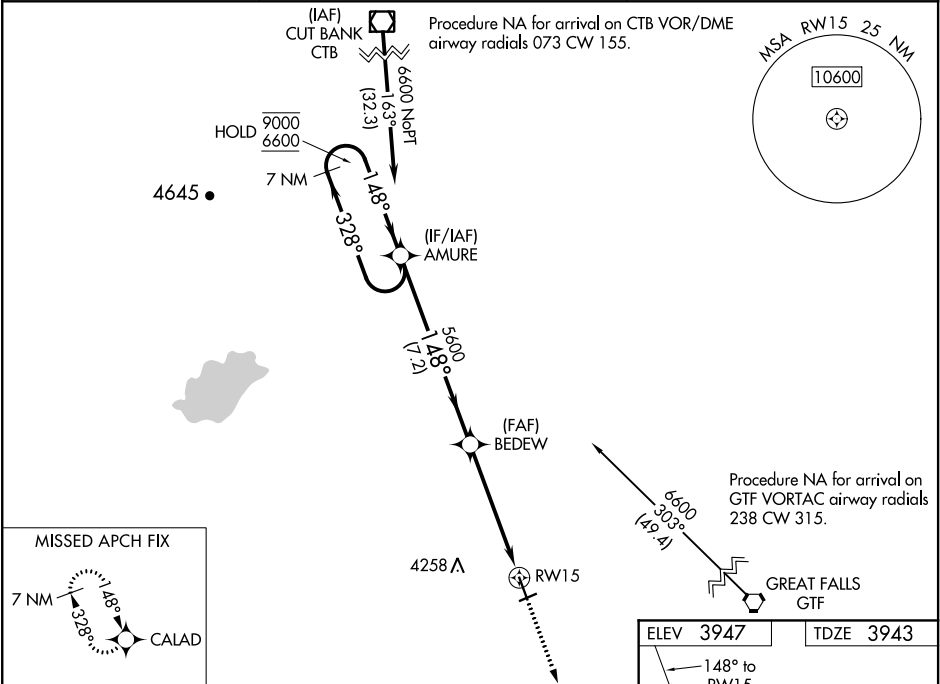 (IAF)
CUT BANK
CTB
Procedure NA for arrival on CTB VOR/DME
airway radials 073 CW 155.
MSA RW15 25 NM
10600
6600 NoPT
163°
(32.3)
HOLD
9000
6600
7 NM
148°
328°
4645
(IF/IAF)
AMURE
5600
148°
(7.2)
(FAF)
BEDEW
Procedure NA for arrival on
GTF VORTAC airway radials
238 CW 315.
6600
303°
(49.4)
4258
RW15
GREAT FALLS
GTF
MISSED APCH FIX
7 NM
148°
328°
CALAD
ELEV 3947
TDZE 3943
148° to
RW15